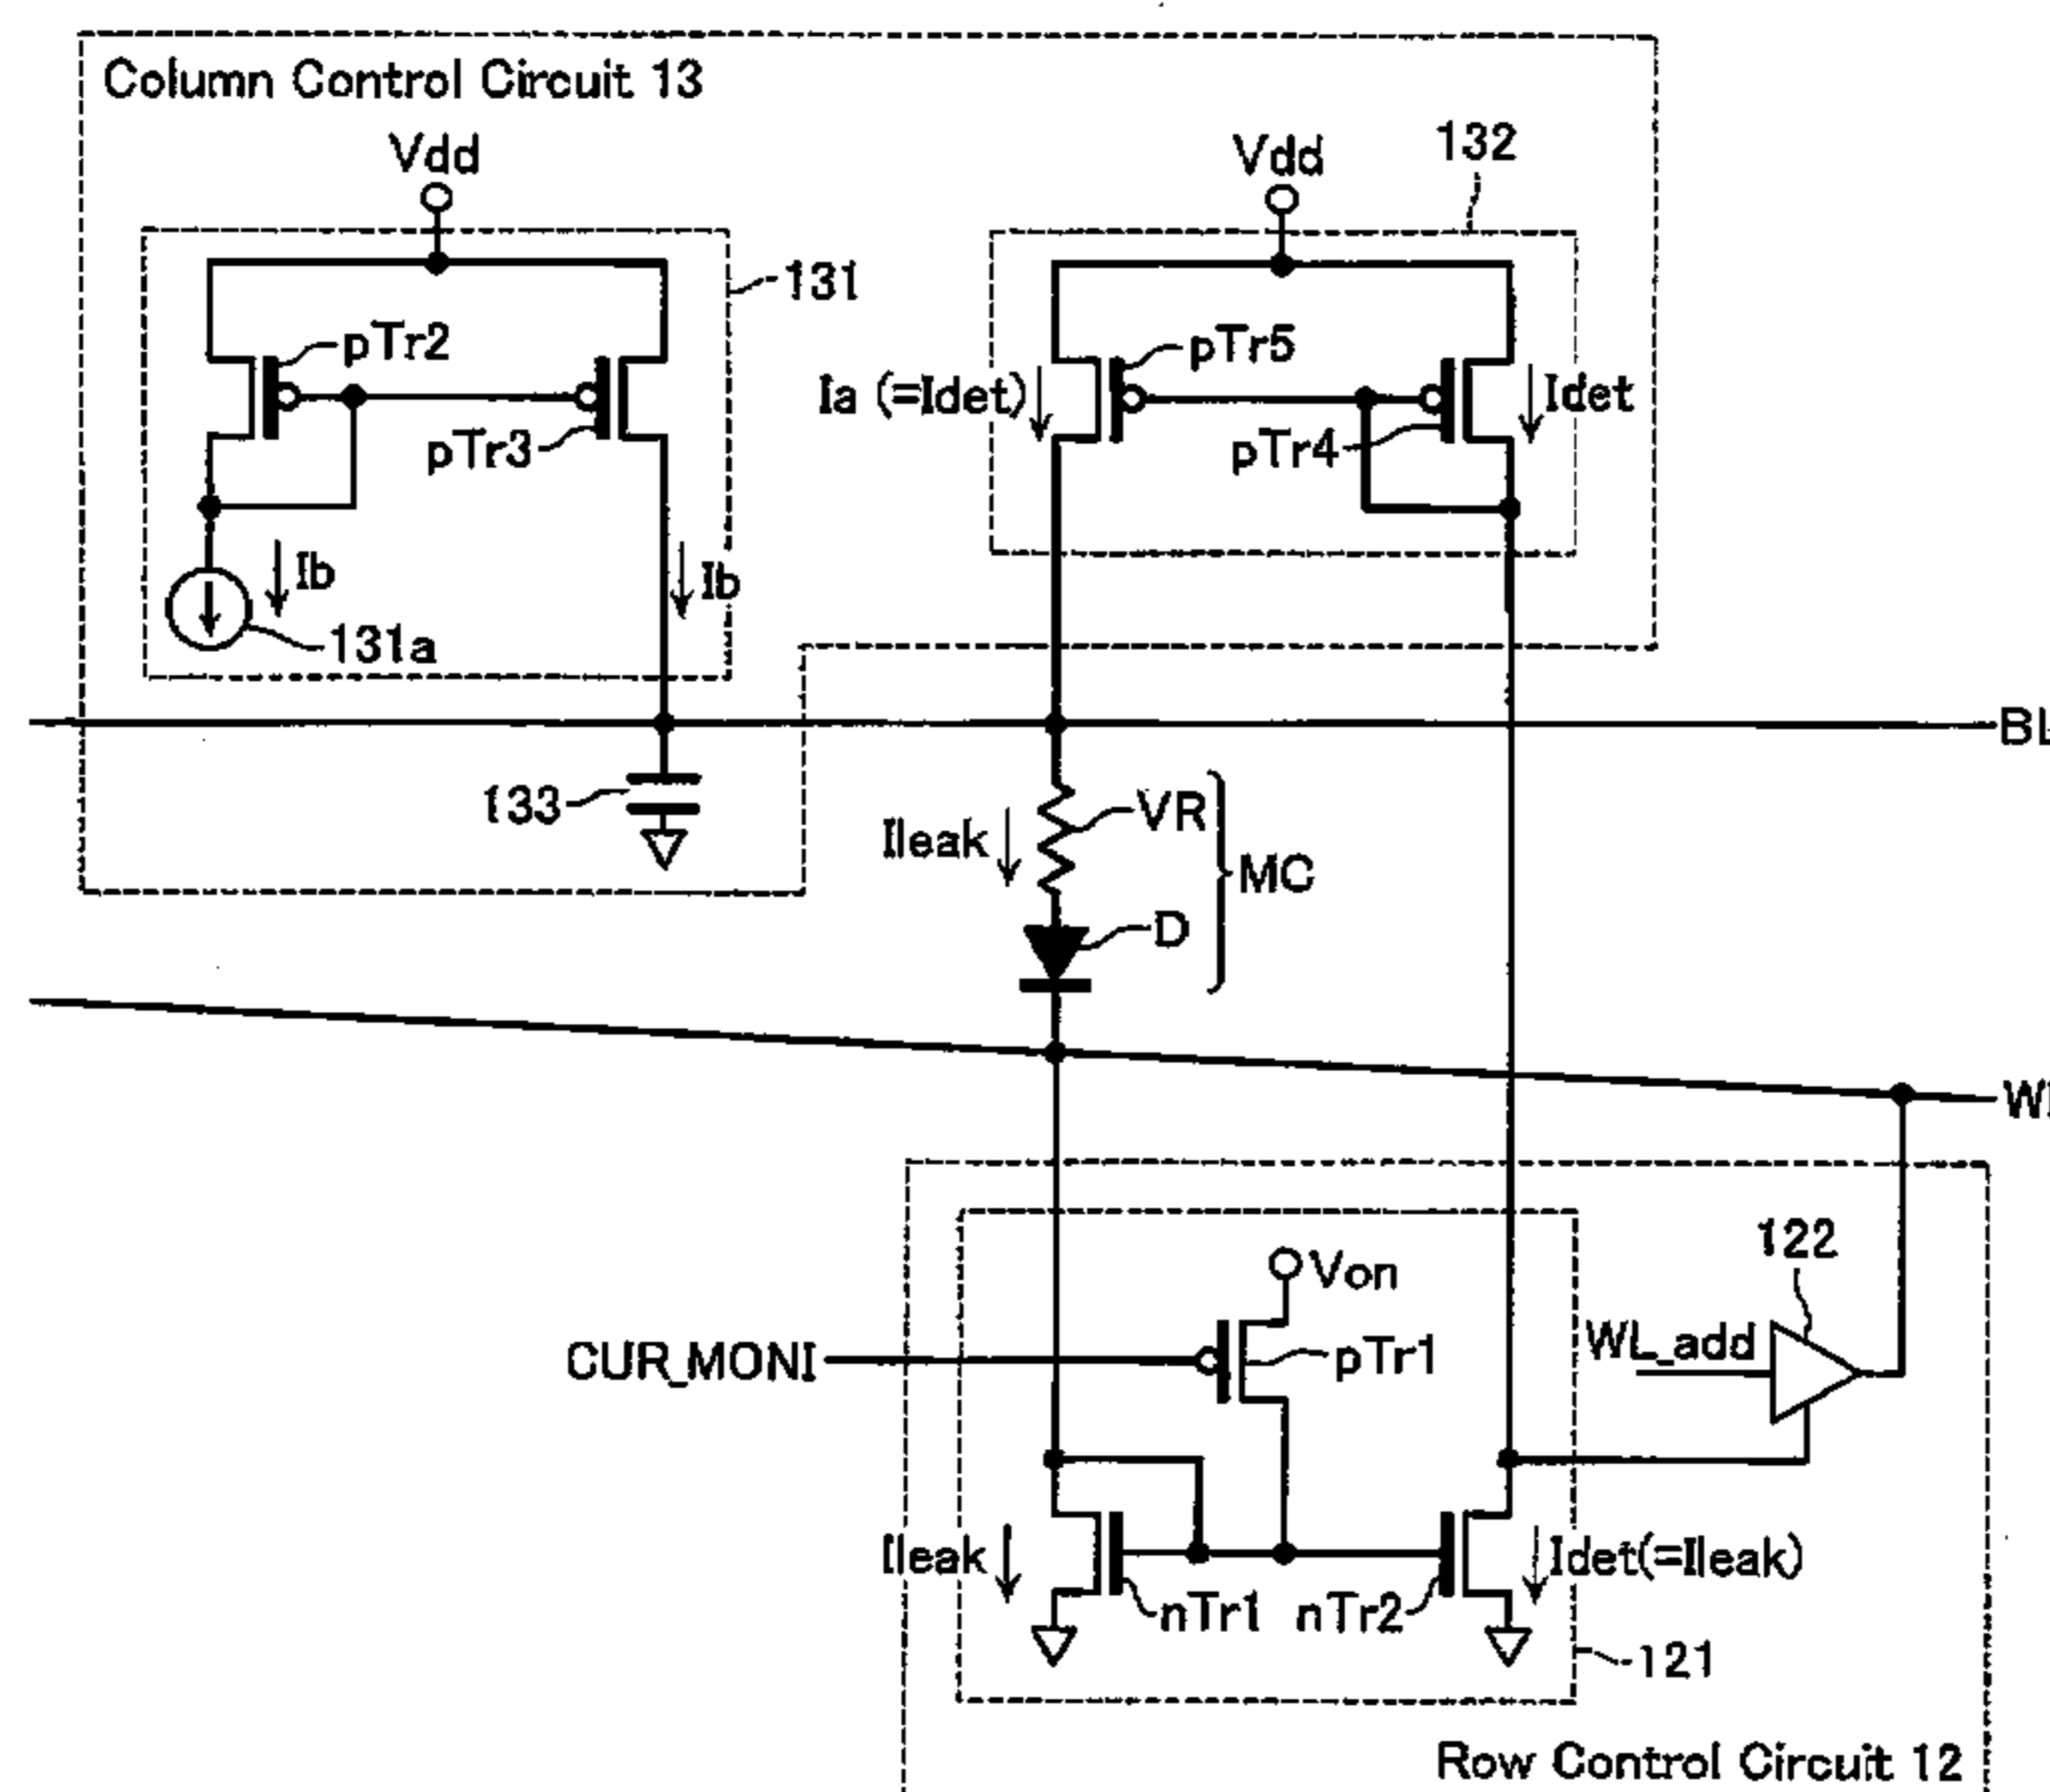 Column Control Circuit 13
Vdd
Vdd
132
131
pTr2
pTr5
Ia (=Idet)
Idet
pTr3
pTr4
Ib
Ib
131a
BL
133
Ileak
VR
MC
D
WL
122
Von
WL_add
CUR_MONI
pTr1
Ileak
Idet(=Ileak)
nTr1
nTr2
121
Row Control Circuit 12